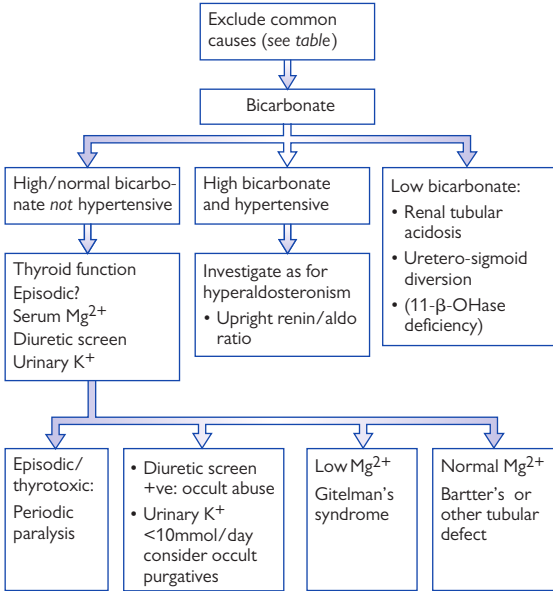 Exclude common
causes (see table)
Bicarbonate
High/normal bicarbo-
nate not hypertensive
High bicarbonate
and hypertensive
Low bicarbonate:
• Renal tubular
acidosis
• Uretero-sigmoid
diversion
• (11-β-OHase
deficiency)
Thyroid function
Episodic?
Serum Mg2+
Diuretic screen
Urinary K+
Investigate as for
hyperaldosteronism
• Upright renin/aldo
ratio
Episodic/
thyrotoxic:
Periodic
paralysis
• Diuretic screen
+ve: occult abuse
• Urinary K+
<10mmol/day
consider occult
purgatives
Low Mg2+
Gitelman's
syndrome
Normal Mg2+
Bartter's or
other tubular
defect